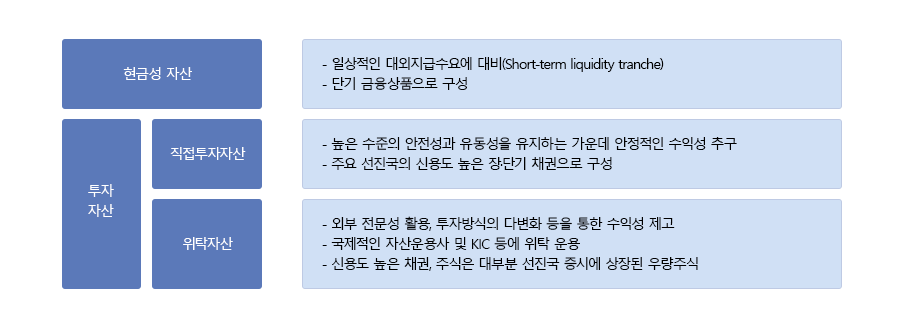 현금성 자산
- 일상적인 대외지급수요에 대비(Short-term liquidity tranche)
- 단기 금융상품으로 구성
투자
자산
직접투자자산
- 높은 수준의 안전성과 유동성을 유지하는 가운데 안정적인 수익성 추구
- 주요 선진국의 신용도 높은 장·단기 채권으로 구성
위탁자산
- 외부 전문성 활용, 투자방식의 다변화 등을 통한 수익성 제고
- 국제적인 자산운용사 및 KIC 등에 위탁 운용
- 신용도 높은 채권, 주식은 대부분 선진국 증시에 상장된 우량주식